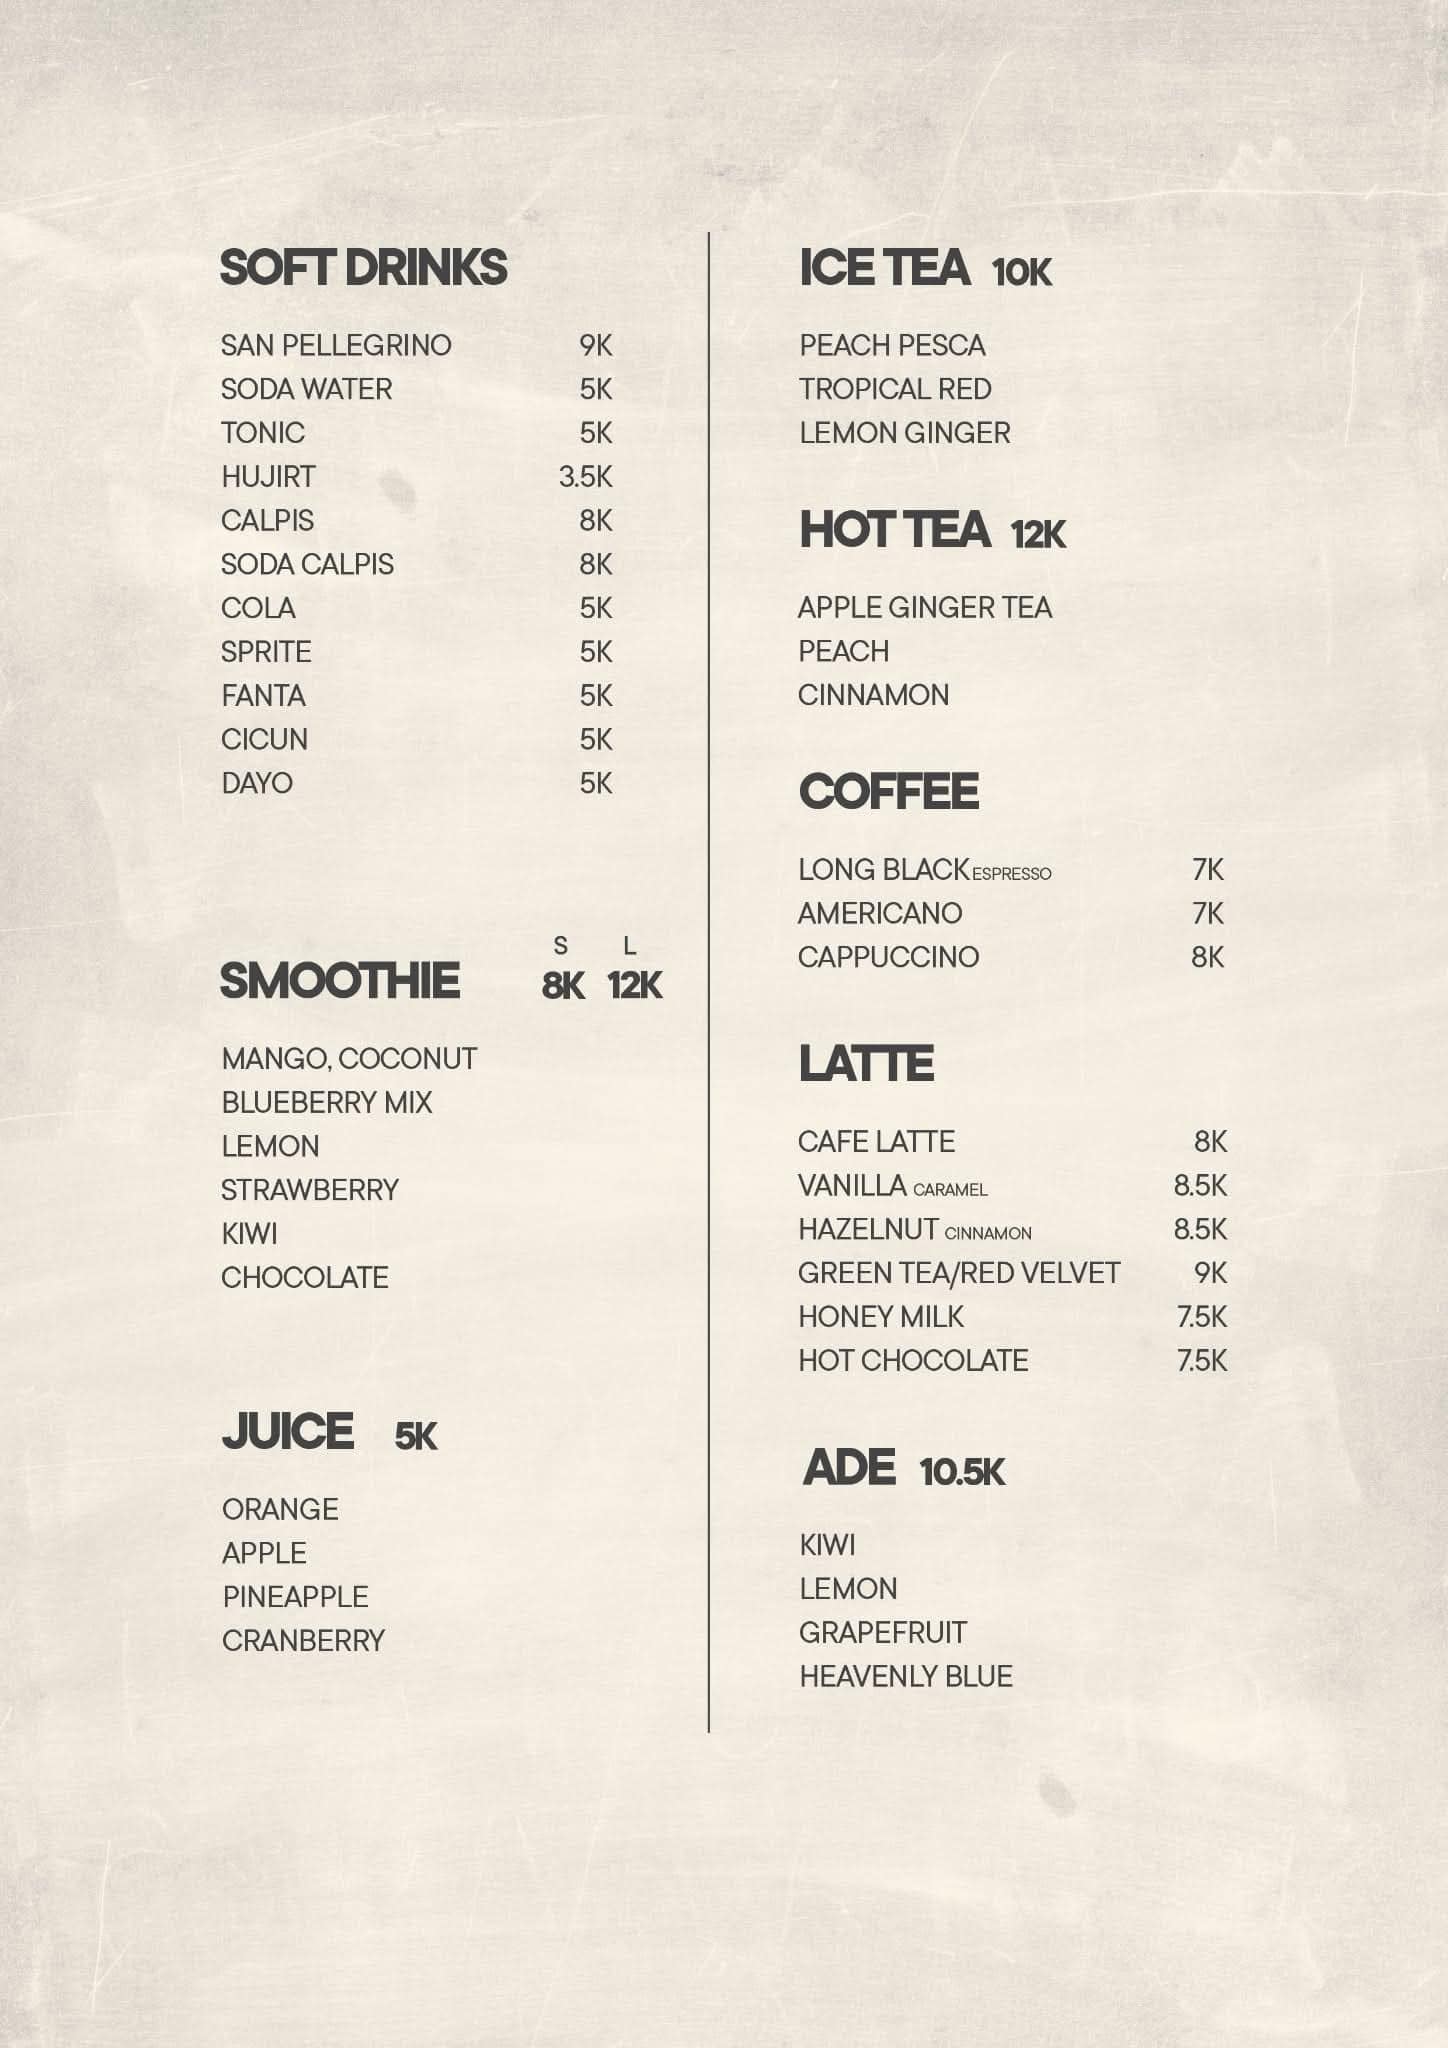 SOFT DRINKS
SAN PELLEGRINO 9K
SODA WATER 5K
TONIC 5K
HUJIRT 3.5K
CALPIS 8K
SODA CALPIS 8K
COLA 5K
SPRITE 5K
FANTA 5K
CICUN 5K
DAYO 5K
S L
SMOOTHIE 8K 12K
MANGO, COCONUT
BLUEBERRY MIX
LEMON
STRAWBERRY
KIWI
CHOCOLATE
JUICE 5K
ORANGE
APPLE
PINEAPPLE
CRANBERRY
ICE TEA 10K
PEACH PESCA
TROPICAL RED
LEMON GINGER
HOT TEA 12K
APPLE GINGER TEA
PEACH
CINNAMON
COFFEE
LONG BLACK ESPRESSO 7K
AMERICANO 7K
CAPPUCCINO 8K
LATTE
CAFE LATTE 8K
VANILLA CARAMEL 8.5K
HAZELNUT CINNAMON 8.5K
GREEN TEA/RED VELVET 9K
HONEY MILK 7.5K
HOT CHOCOLATE 7.5K
ADE 10.5K
KIWI
LEMON
GRAPEFRUIT
HEAVENLY BLUE